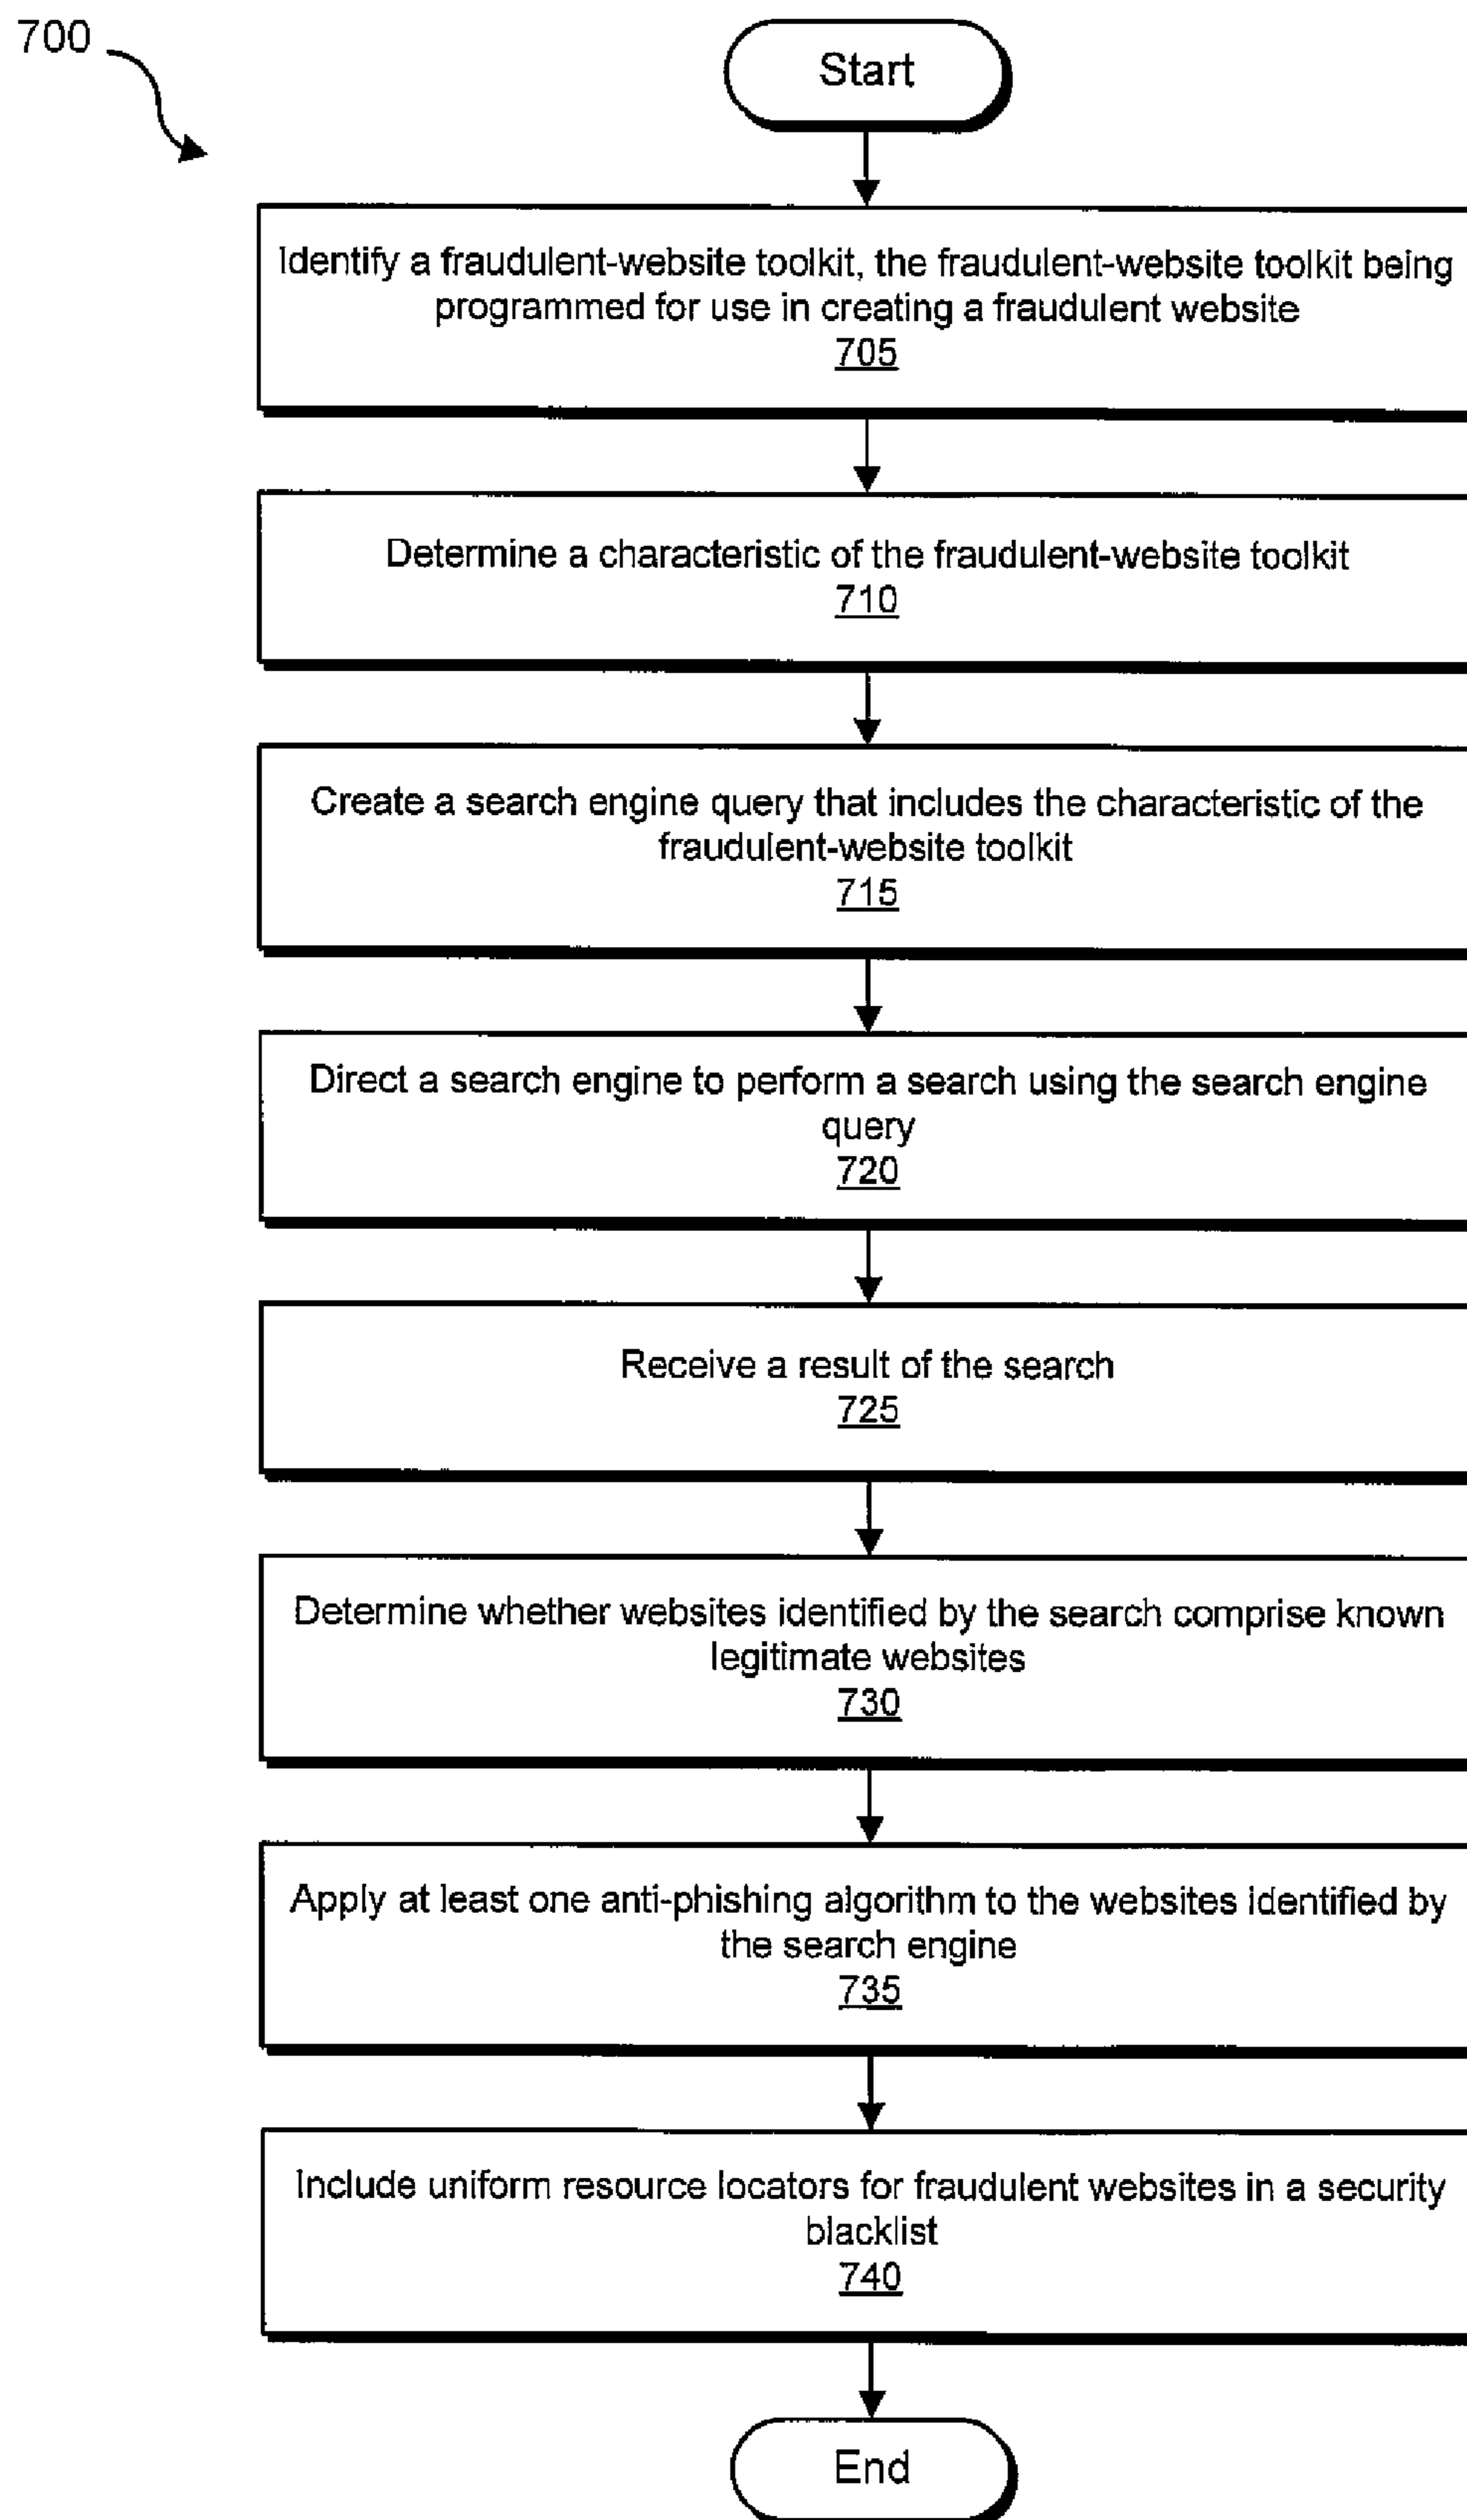 700
Start
Identify a fraudulent-website toolkit, the fraudulent-website toolkit being
programmed for use in creating a fraudulent website
705
Determine a characteristic of the fraudulent-website toolkit
710
Create a search engine query that includes the characteristic of the
fraudulent-website toolkit
715
Direct a search engine to perform a search using the search engine
query
720
Receive a result of the search
725
Determine whether websites identified by the search comprise known
legitimate websites
730
Apply at least one anti-phishing algorithm to the websites identified by
the search engine
735
Include uniform resource locators for fraudulent websites in a security
blacklist
740
End